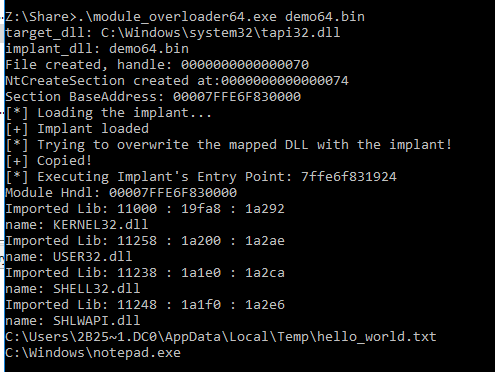 Z:\Share>.\module_overloader64.exe demo64.bin
target_dll: C:\Windows\system32\tapi32.dll
implant_dll: demo64.bin
File created, handle: 0000000000000070
NtCreateSection created at:0000000000000074
Section BaseAddress: 00007FFE6F830000
[*] Loading the implant...
[+] Implant loaded
[*] Trying to overwrite the mapped DLL with the implant!
[+] Copied!
[*] Executing Implant's Entry Point: 7ffe6f831924
Module Hndl: 00007FFE6F830000
Imported Lib: 11000 : 19fa8 : 1a292
name: KERNEL32.dll
Imported Lib: 11258 : 1a200 : 1a2ae
name: USER32.dll
Imported Lib: 11238 : 1a1e0 : 1a2ca
name: SHELL32.dll
Imported Lib: 11248 : 1a1f0 : 1a2e6
name: SHLWAPI.dll
C:\Users\2B25~1.DC0\AppData\Local\Temp\hello_world.txt
C:\Windows\notepad.exe